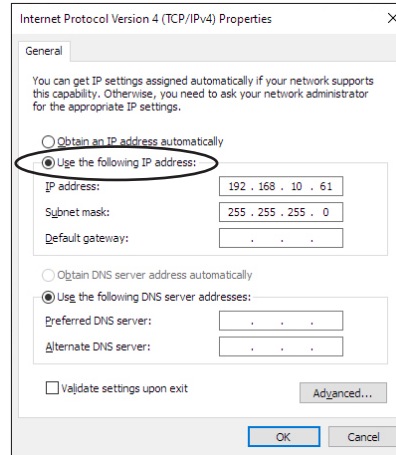 Internet Protocol Version 4 (TCP/IPv4) Properties
General
You can get IP settings assigned automatically if your network supports
this capability. Otherwise, you need to ask your network administrator
for the appropriate IP settings.
Obtain an IP address automatically
Use the following IP address:
IP address: 192 . 168 . 10 . 61
Subnet mask: 255 . 255 . 255 . 0
Default gateway: . . .
Obtain DNS server address automatically
Use the following DNS server addresses:
Preferred DNS server: . . .
Alternate DNS server: . . .
Validate settings upon exit
Advanced...
OK Cancel